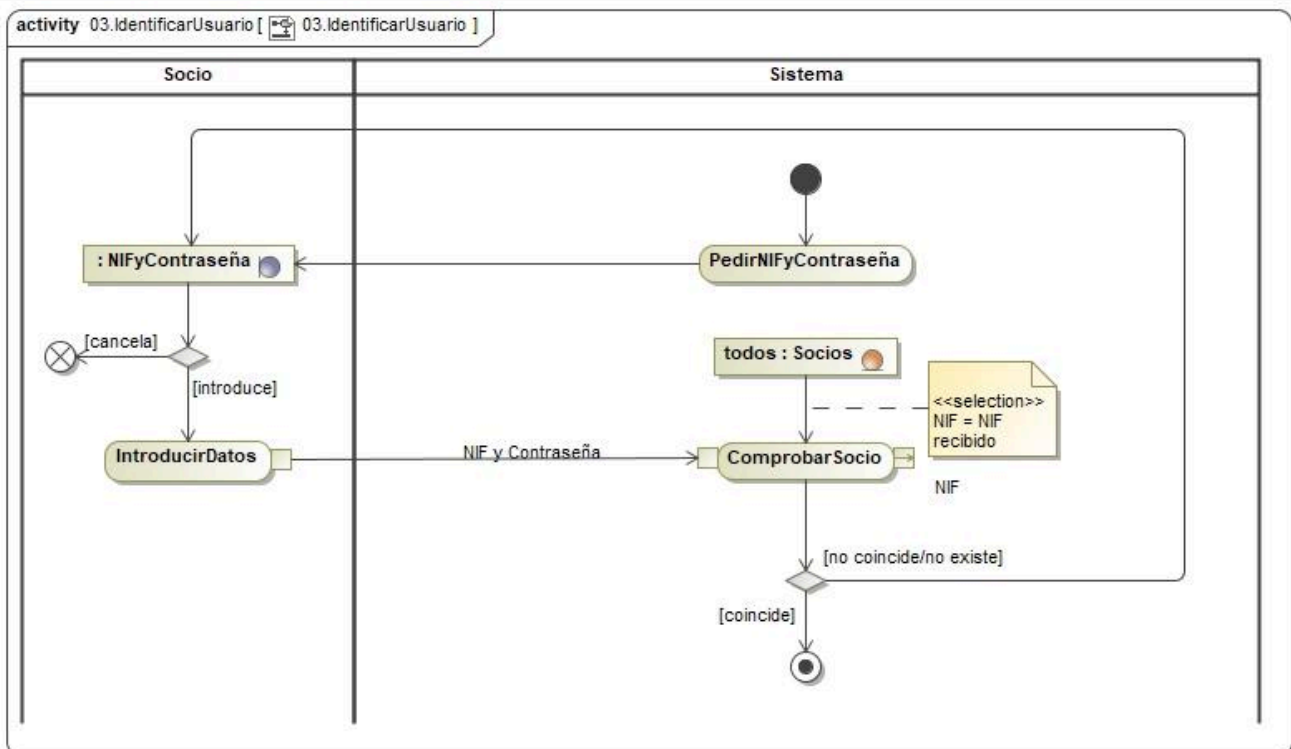 activity 03.IdentificarUsuario [ 03.IdentificarUsuario ]
Socio
Sistema
: NIFyContraseña
PedirNIFyContraseña
[cancela]
todos : Socios
[introduce]
<<selection>>
NIF = NIF
recibido
IntroducirDatos
NIF y Contraseña
ComprobarSocio
NIF
[no coincide/no existe]
[coincide]